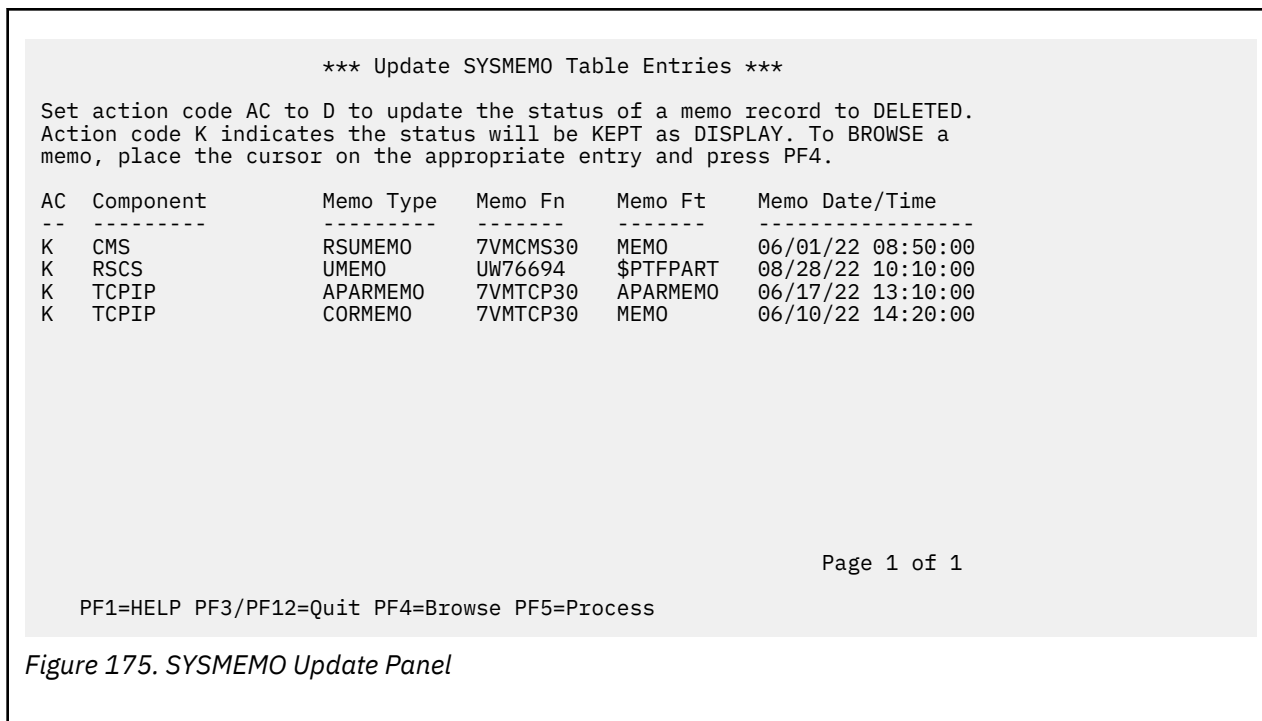 *** Update SYSMEMO Table Entries ***
Set action code AC to D to update the status of a memo record to DELETED.
Action code K indicates the status will be KEPT as DISPLAY. To BROWSE a
memo, place the cursor on the appropriate entry and press PF4.
AC  Component         Memo Type   Memo Fn    Memo Ft    Memo Date/Time
--  ---------         ---------   -------    -------    -----------------
K   CMS               RSUMEMO     7VMCMS30   MEMO       06/01/22 08:50:00
K   RSCS              UMEMO       UW76694    $PTFPART   08/28/22 10:10:00
K   TCPIP             APARMEMO    7VMTCP30   APARMEMO   06/17/22 13:10:00
K   TCPIP             CORMEMO     7VMTCP30   MEMO       06/10/22 14:20:00
Page 1 of 1
PF1=HELP PF3/PF12=Quit PF4=Browse PF5=Process
Figure 175. SYSMEMO Update Panel